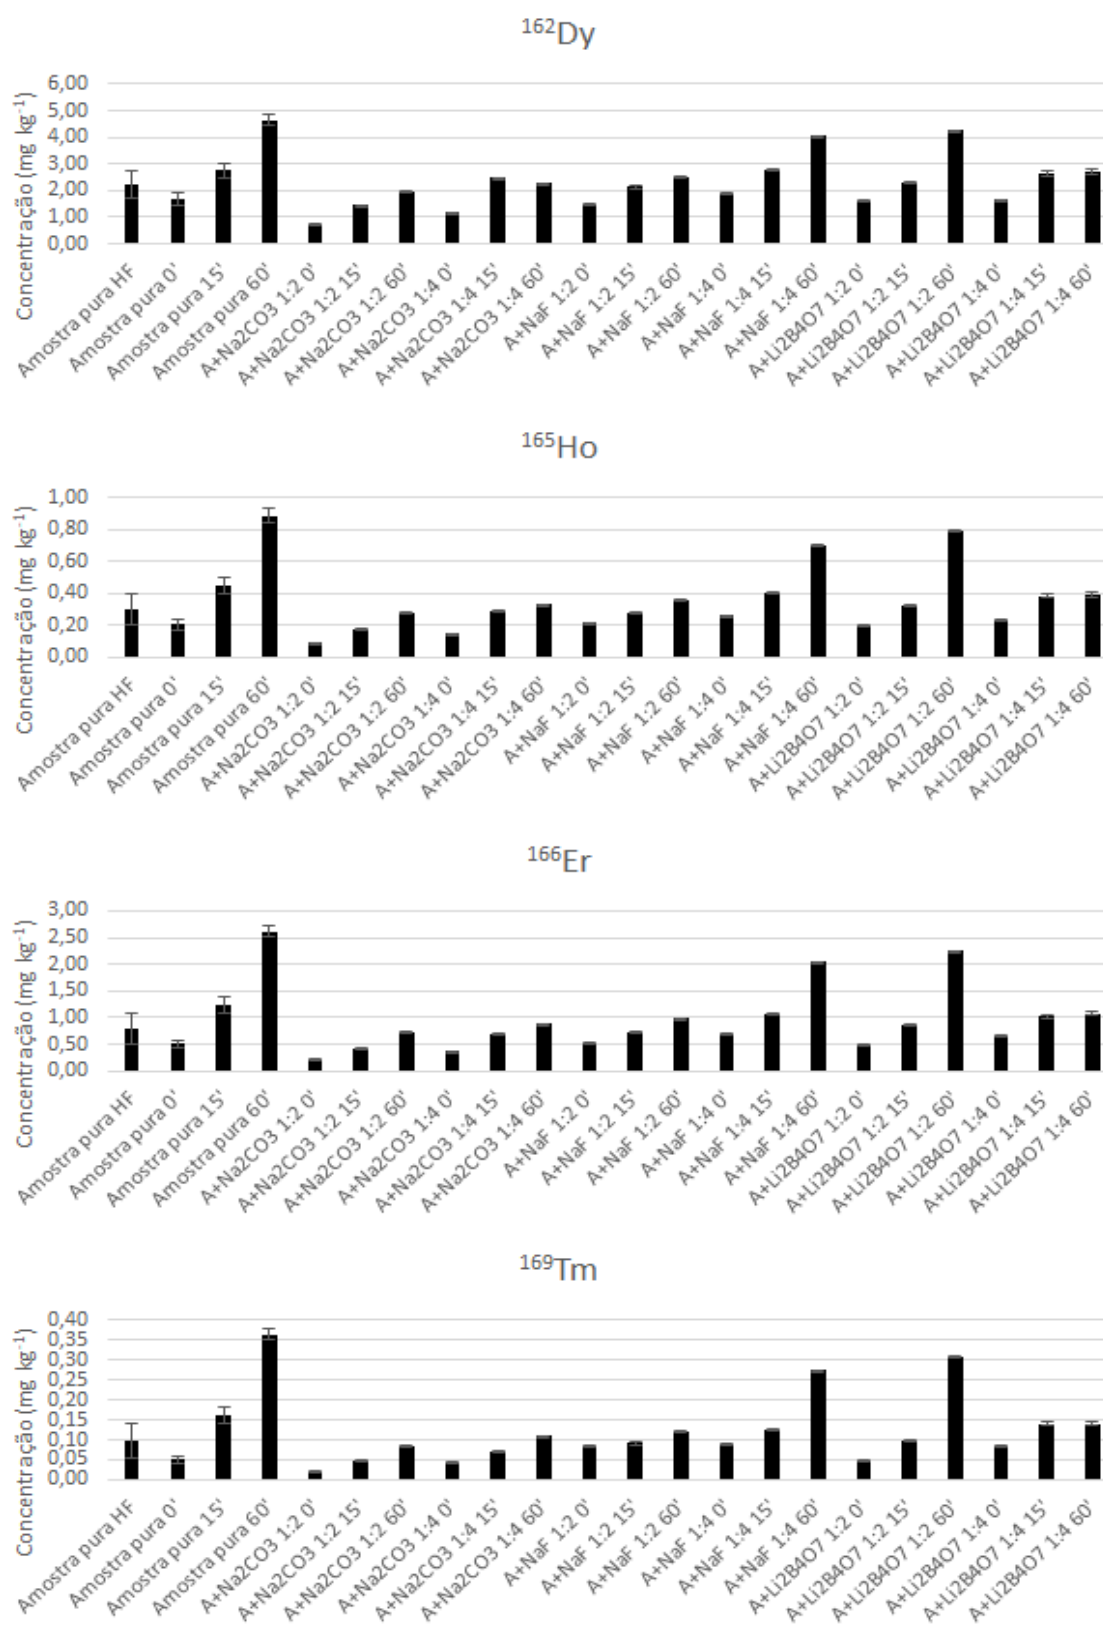 ¹⁶²Dy
Concentração (mg kg⁻¹)
6,00
5,00
4,00
3,00
2,00
1,00
0,00
Amostra pura HF
Amostra pura 0'
Amostra pura 15'
Amostra pura 60'
A+Na2CO3 1:2 0'
A+Na2CO3 1:2 15'
A+Na2CO3 1:2 60'
A+Na2CO3 1:4 0'
A+Na2CO3 1:4 15'
A+Na2CO3 1:4 60'
A+NaF 1:2 0'
A+NaF 1:2 15'
A+NaF 1:2 60'
A+NaF 1:4 0'
A+NaF 1:4 15'
A+NaF 1:4 60'
A+Li2B4O7 1:2 0'
A+Li2B4O7 1:2 15'
A+Li2B4O7 1:2 60'
A+Li2B4O7 1:4 0'
A+Li2B4O7 1:4 15'
A+Li2B4O7 1:4 60'
¹⁶⁵Ho
Concentração (mg kg⁻¹)
1,00
0,80
0,60
0,40
0,20
0,00
Amostra pura HF
Amostra pura 0'
Amostra pura 15'
Amostra pura 60'
A+Na2CO3 1:2 0'
A+Na2CO3 1:2 15'
A+Na2CO3 1:2 60'
A+Na2CO3 1:4 0'
A+Na2CO3 1:4 15'
A+Na2CO3 1:4 60'
A+NaF 1:2 0'
A+NaF 1:2 15'
A+NaF 1:2 60'
A+NaF 1:4 0'
A+NaF 1:4 15'
A+NaF 1:4 60'
A+Li2B4O7 1:2 0'
A+Li2B4O7 1:2 15'
A+Li2B4O7 1:2 60'
A+Li2B4O7 1:4 0'
A+Li2B4O7 1:4 15'
A+Li2B4O7 1:4 60'
¹⁶⁶Er
Concentração (mg kg⁻¹)
3,00
2,50
2,00
1,50
1,00
0,50
0,00
Amostra pura HF
Amostra pura 0'
Amostra pura 15'
Amostra pura 60'
A+Na2CO3 1:2 0'
A+Na2CO3 1:2 15'
A+Na2CO3 1:2 60'
A+Na2CO3 1:4 0'
A+Na2CO3 1:4 15'
A+Na2CO3 1:4 60'
A+NaF 1:2 0'
A+NaF 1:2 15'
A+NaF 1:2 60'
A+NaF 1:4 0'
A+NaF 1:4 15'
A+NaF 1:4 60'
A+Li2B4O7 1:2 0'
A+Li2B4O7 1:2 15'
A+Li2B4O7 1:2 60'
A+Li2B4O7 1:4 0'
A+Li2B4O7 1:4 15'
A+Li2B4O7 1:4 60'
¹⁶⁹Tm
Concentração (mg kg⁻¹)
0,40
0,35
0,30
0,25
0,20
0,15
0,10
0,05
0,00
Amostra pura HF
Amostra pura 0'
Amostra pura 15'
Amostra pura 60'
A+Na2CO3 1:2 0'
A+Na2CO3 1:2 15'
A+Na2CO3 1:2 60'
A+Na2CO3 1:4 0'
A+Na2CO3 1:4 15'
A+Na2CO3 1:4 60'
A+NaF 1:2 0'
A+NaF 1:2 15'
A+NaF 1:2 60'
A+NaF 1:4 0'
A+NaF 1:4 15'
A+NaF 1:4 60'
A+Li2B4O7 1:2 0'
A+Li2B4O7 1:2 15'
A+Li2B4O7 1:2 60'
A+Li2B4O7 1:4 0'
A+Li2B4O7 1:4 15'
A+Li2B4O7 1:4 60'